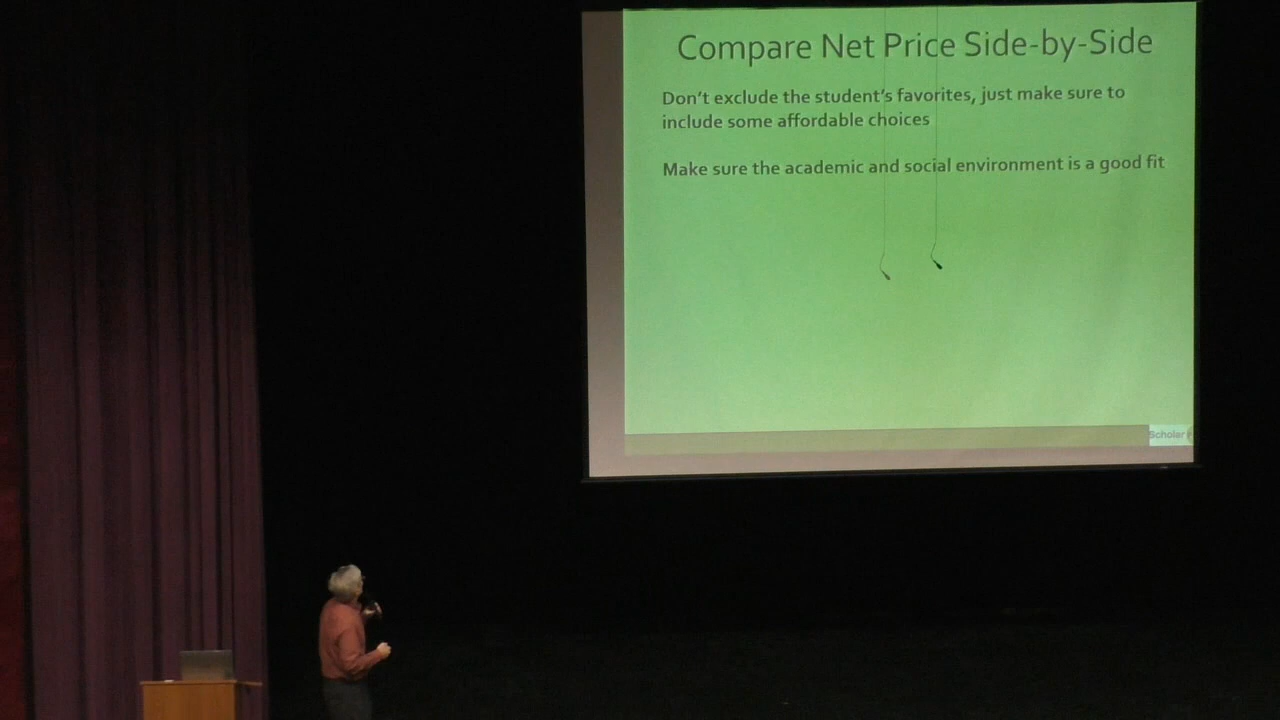 Compare Net Price Side-by-Side
Don't exclude the student's favorites, just make sure to
include some affordable choices
Make sure the academic and social environment is a good fit
Scholar